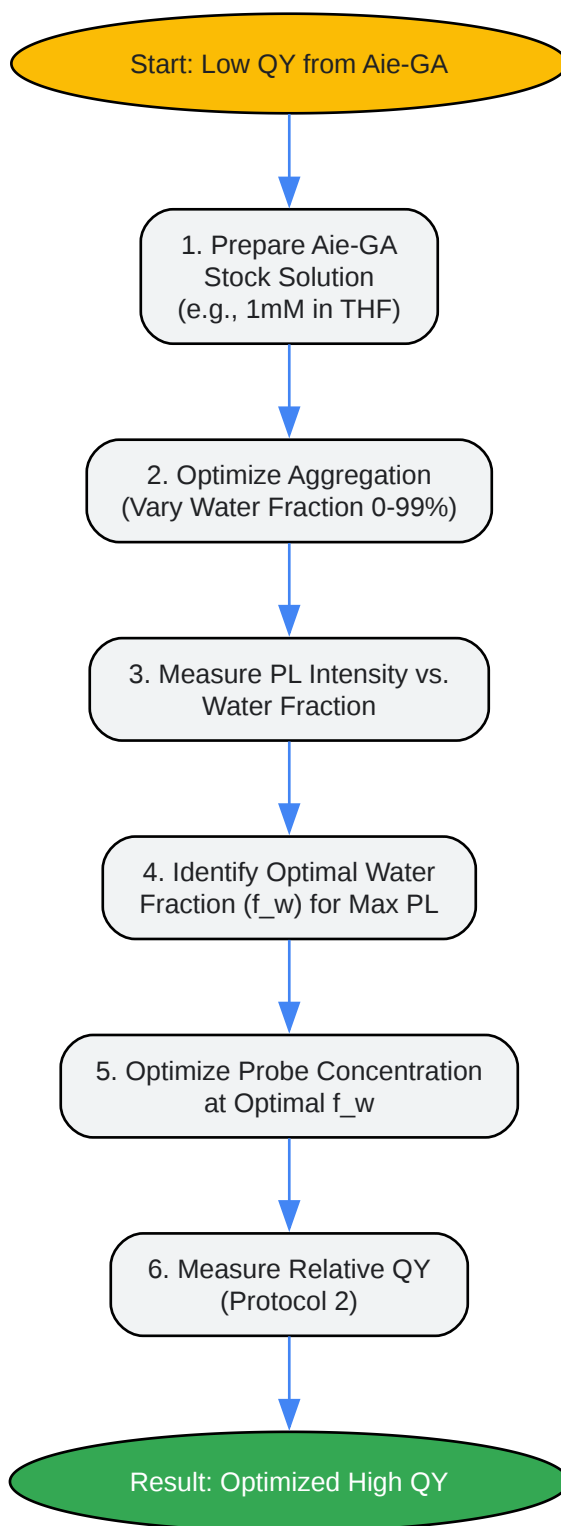 Start: Low QY from Aie-GA
1. Prepare Aie-GA
Stock Solution
(e.g., 1mM in THF)
2. Optimize Aggregation
(Vary Water Fraction 0-99%)
3. Measure PL Intensity vs.
Water Fraction
4. Identify Optimal Water
Fraction (f_w) for Max PL
5. Optimize Probe Concentration
at Optimal f_w
6. Measure Relative QY
(Protocol 2)
Result: Optimized High QY